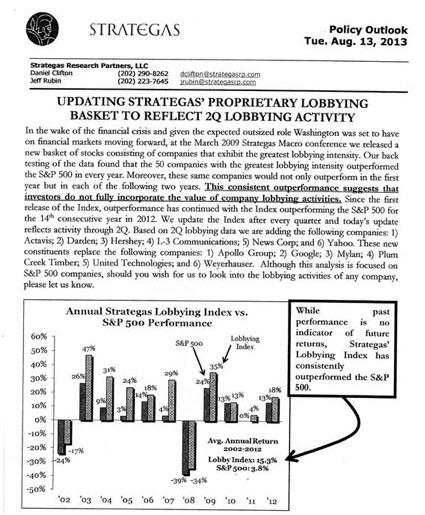 STRATEGAS
Policy Outlook
Tue. Aug. 13, 2013
Strategas Research Partners, LLC
Daniel Clifton (202) 290-8262 dclifton@strategasrp.com
Jeff Rubin (202) 223-7645 jrubin@strategasrp.com
UPDATING STRATEGAS' PROPRIETARY LOBBYING
BASKET TO REFLECT 2Q LOBBYING ACTIVITY
In the wake of the financial crisis and given the expected outsized role Washington was set to have
on financial markets moving forward, at the March 2009 Strategas Macro conference we released a
new basket of stocks consisting of companies that exhibit the greatest lobbying intensity. Our back
testing of the data found that the 50 companies with the greatest lobbying intensity outperformed
the S&P 500 in every year. Moreover, these same companies would not only outperform in the first
year but in each of the following two years. This consistent outperformance suggests that
investors do not fully incorporate the value of company lobbying activities. Since the first
release of the Index, outperformance has continued with the Index outperforming the S&P 500 for
the 14th consecutive year in 2012. We update the Index after every quarter and today's update
reflects activity through 2Q. Based on 2Q lobbying data we are adding the following companies: 1)
Actavis; 2) Darden; 3) Hershey; 4) L-3 Communications; 5) News Corp; and 6) Yahoo. These new
constituents replace the following companies: 1) Apollo Group; 2) Google; 3) Mylan; 4) Plum
Creek Timber; 5) United Technologies; and 6) Weyerhauser. Although this analysis is focused on
S&P 500 companies, should you wish for us to look into the lobbying activities of any company,
please let us know.
Annual Strategas Lobbying Index vs.
S&P 500 Performance
60%
50%
40%
30%
20%
10%
0%
-10%
-20%
-30%
-40%
-50%
S&P 500
Lobbying
Index
-24% -17%
26% 47%
9% 31%
3% 24%
14% 18%
4% 29%
-39% -34%
24% 35%
13% 13%
0% 4%
13% 18%
Avg. Annual Return
2002-2012
Lobby Index: 15.3%
S&P 500: 3.8%
'02 '03 '04 '05 '06 '07 '08 '09 '10 '11 '12
While past
performance is no
indicator of future
returns, Strategas'
Lobbying Index has
consistently
outperformed the S&P
500.